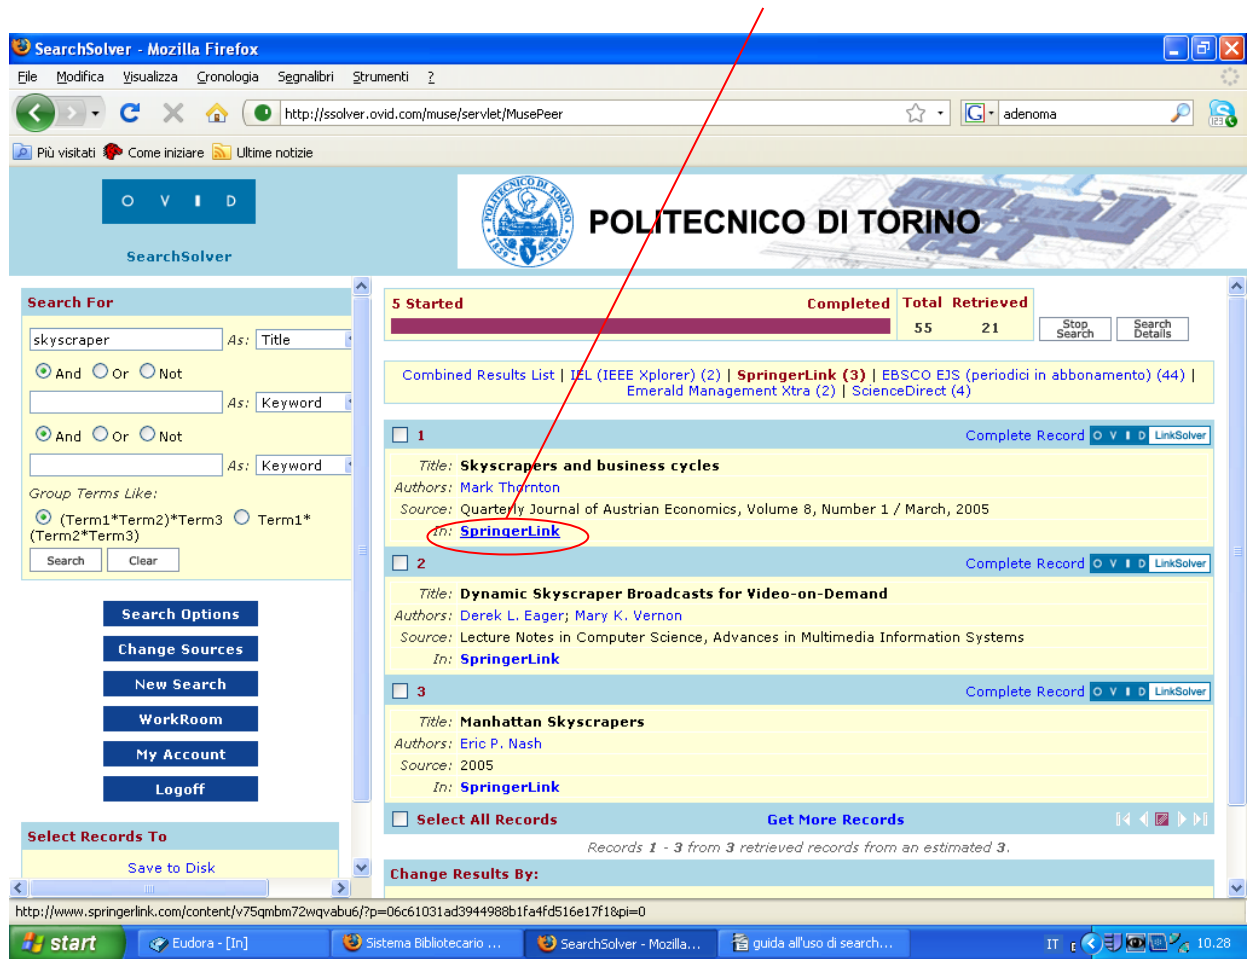 SearchSolver - Mozilla Firefox
File Modifica Visualizza Cronologia Segnalibri Strumenti ?
http://ssolver.ovid.com/muse/servlet/MusePeer
G adenoma
123
Più visitati Come iniziare Ultime notizie
O V I D
SearchSolver
POLITECNICO DI TORINO
POLITECNICO DI TORINO
Search For
skyscraper As: Title
And Or Not
As: Keyword
And Or Not
As: Keyword
Group Terms Like:
(Term1*Term2)*Term3 Term1*
(Term2*Term3)
Search Clear
Search Options
Change Sources
New Search
WorkRoom
My Account
Logoff
Select Records To
Save to Disk
5 Started Completed Total Retrieved
55 21 Stop Search Search Details
Combined Results List | IEL (IEEE Xplorer) (2) | SpringerLink (3) | EBSCO EJS (periodici in abbonamento) (44) |
Emerald Management Xtra (2) | ScienceDirect (4)
1 Complete Record O V I D LinkSolver
Title: Skyscrapers and business cycles
Authors: Mark Thornton
Source: Quarterly Journal of Austrian Economics, Volume 8, Number 1 / March, 2005
In: SpringerLink
2 Complete Record O V I D LinkSolver
Title: Dynamic Skyscraper Broadcasts for Video-on-Demand
Authors: Derek L. Eager; Mary K. Vernon
Source: Lecture Notes in Computer Science, Advances in Multimedia Information Systems
In: SpringerLink
3 Complete Record O V I D LinkSolver
Title: Manhattan Skyscrapers
Authors: Eric P. Nash
Source: 2005
In: SpringerLink
Select All Records Get More Records
Records 1 - 3 from 3 retrieved records from an estimated 3.
Change Results By:
http://www.springerlink.com/content/v75qmbm72wqvabu6/?p=06c61031ad3944988b1fa4fd516e17f1&pi=0
start Eudora - [In] Sistema Bibliotecario ... SearchSolver - Mozilla... guida all'uso di search... IT 10.28